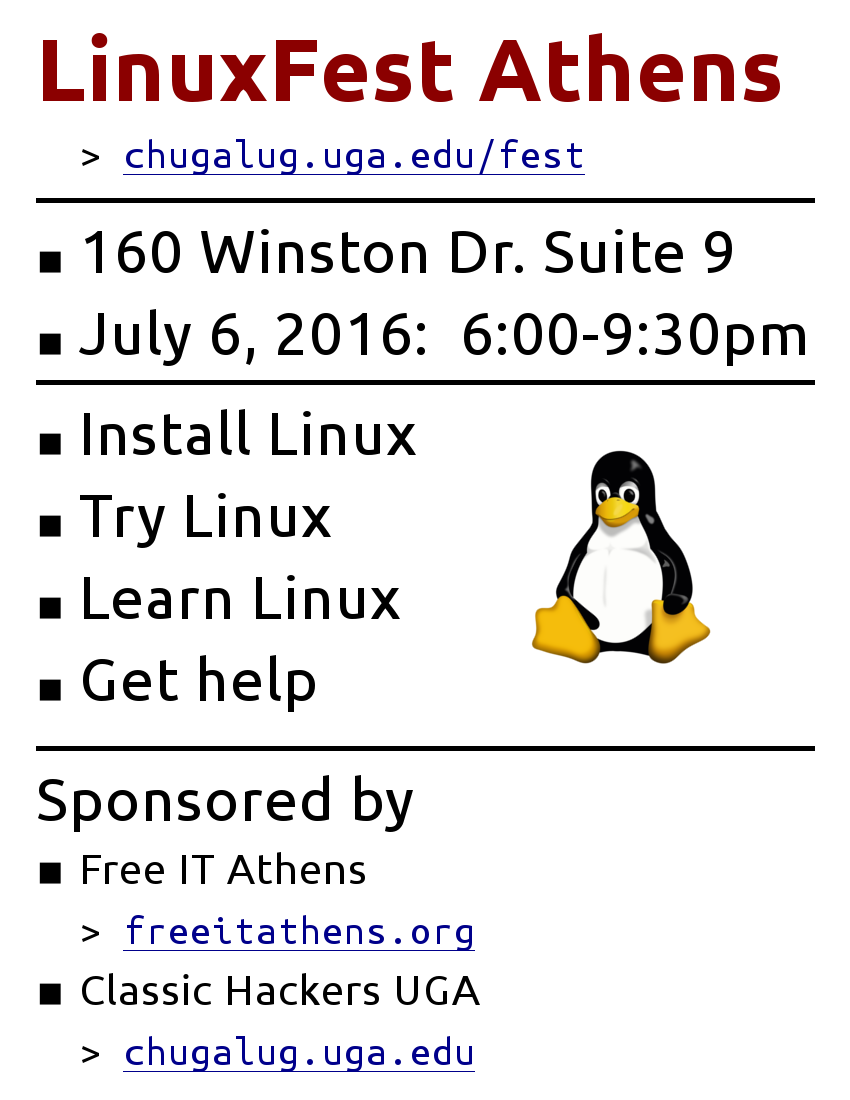 LinuxFest Athens
> chugalug.uga.edu/fest
▪ 160 Winston Dr. Suite 9
▪ July 6, 2016:  6:00-9:30pm
▪ Install Linux
▪ Try Linux
▪ Learn Linux
▪ Get help
Sponsored by
▪ Free IT Athens
> freeitathens.org
▪ Classic Hackers UGA
> chugalug.uga.edu